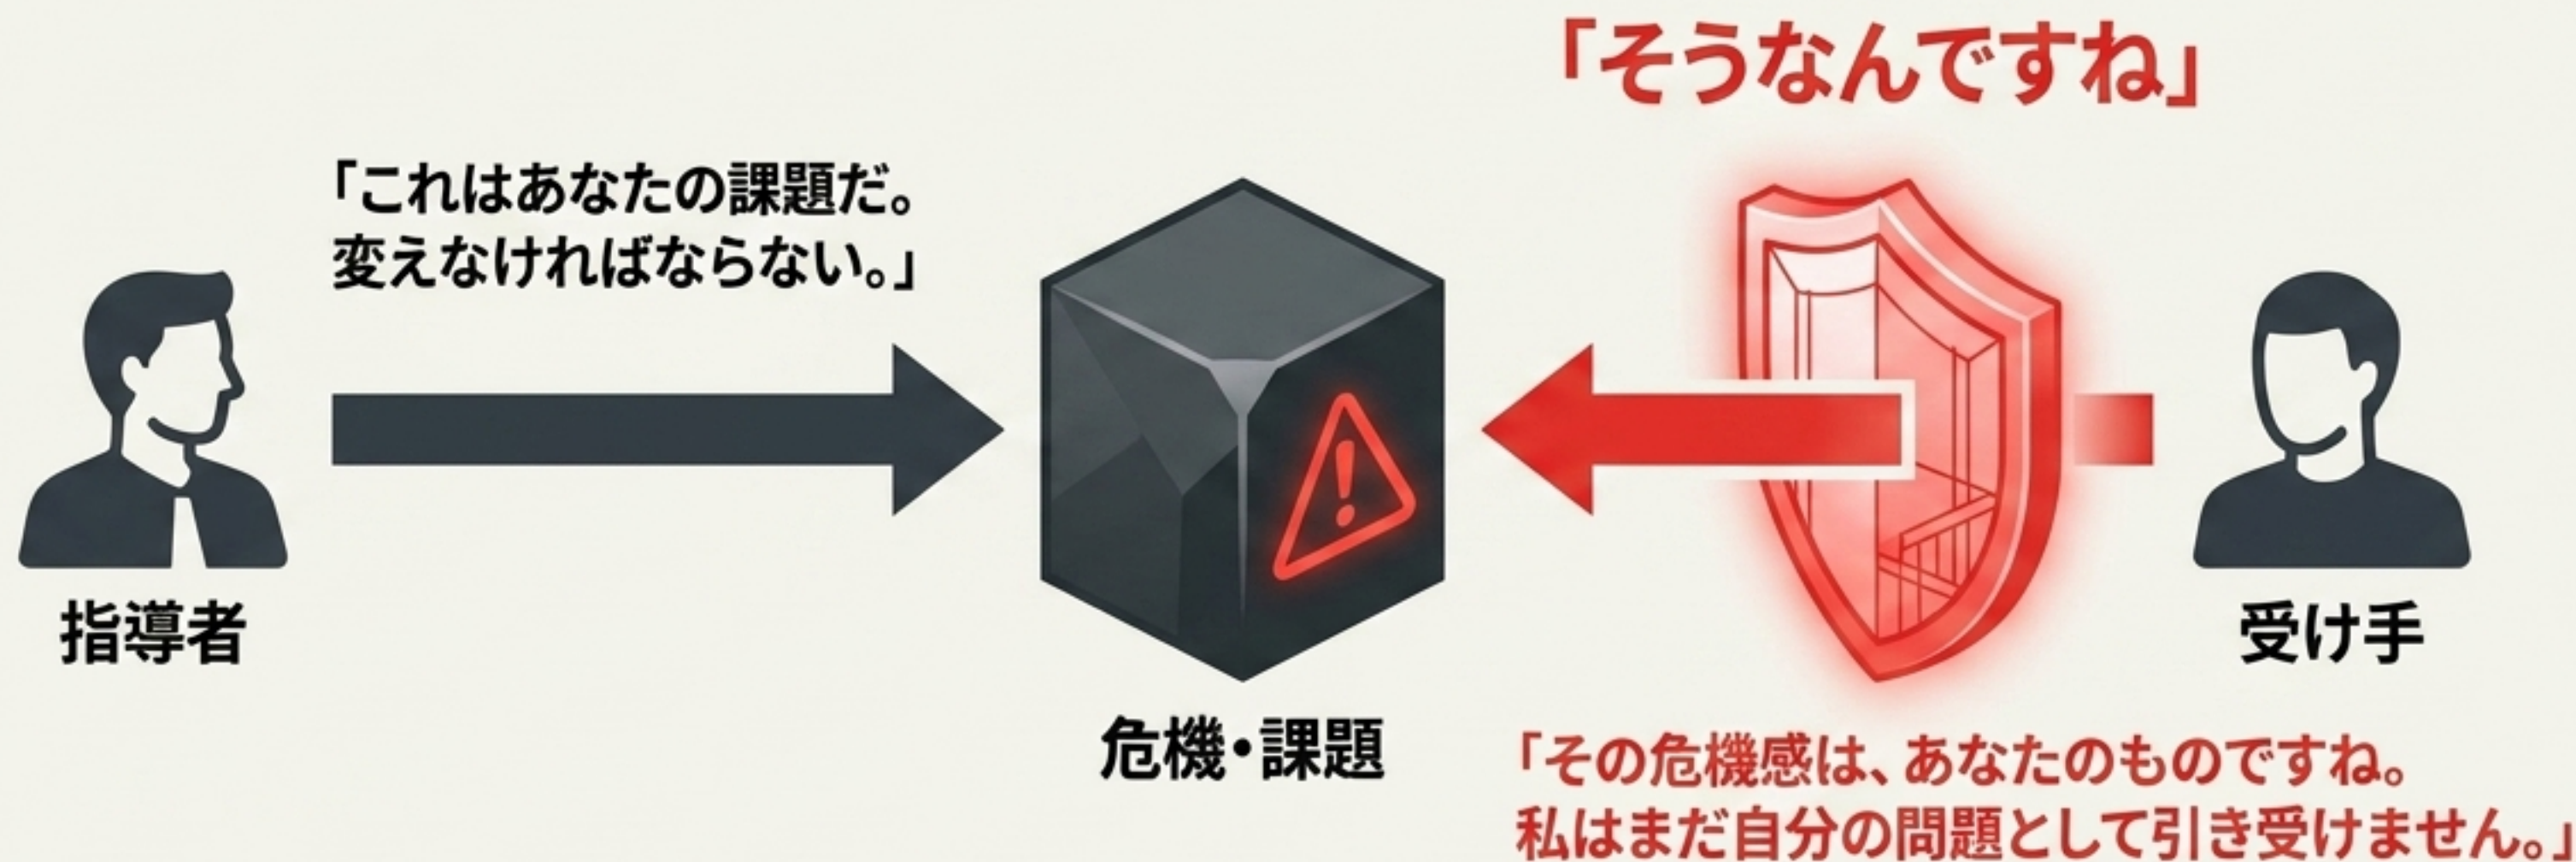 「そうなんですね」
「これはあなたの課題だ。
変えなければならない。」
指導者
危機・課題
受け手
「その危機感は、あなたのものですね。
私はまだ自分の問題として引き受けません。」